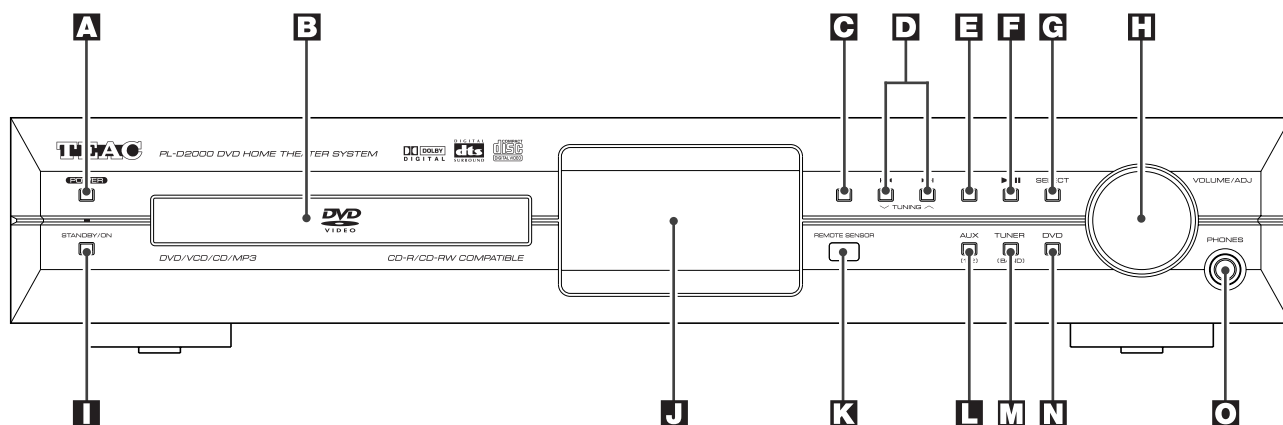 A B C D E F G H
TEAC PL-D2000 DVD HOME THEATER SYSTEM
DOLBY DIGITAL
DIGITAL dts SURROUND
COMPACT disc DIGITAL VIDEO
POWER
SELECT
VOLUME/ADJ
TUNING
DVD VIDEO
STANDBY/ON
REMOTE SENSOR
AUX
TUNER
DVD
PHONES
(BAND)
DVD/VCD/CD/MP3
CD-R/CD-RW COMPATIBLE
I J K L M N O